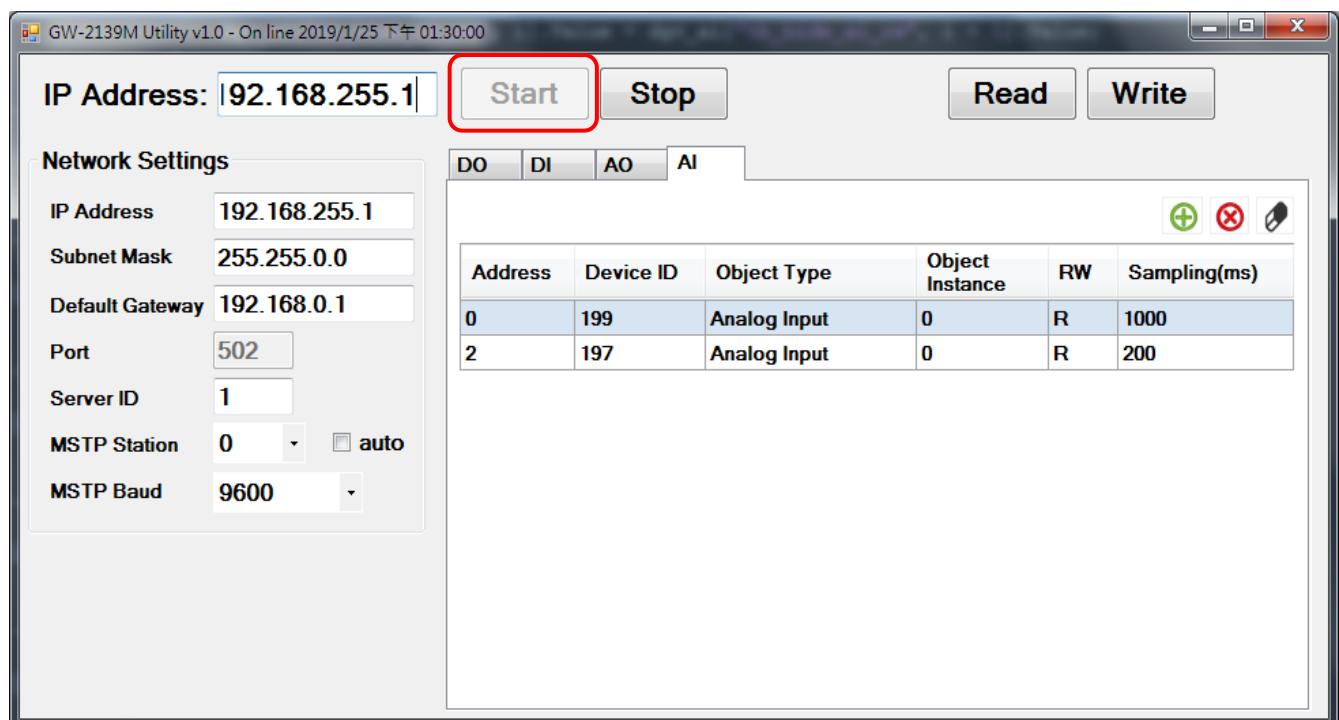 GW-2139M Utility v1.0 - On line 2019/1/25 下午 01:30:00
IP Address: 192.168.255.1 Start Stop Read Write
Network Settings
IP Address 192.168.255.1
Subnet Mask 255.255.0.0
Default Gateway 192.168.0.1
Port 502
Server ID 1
MSTP Station 0 auto
MSTP Baud 9600
DO DI AO AI
Address Device ID Object Type Object Instance RW Sampling(ms)
0 199 Analog Input 0 R 1000
2 197 Analog Input 0 R 200